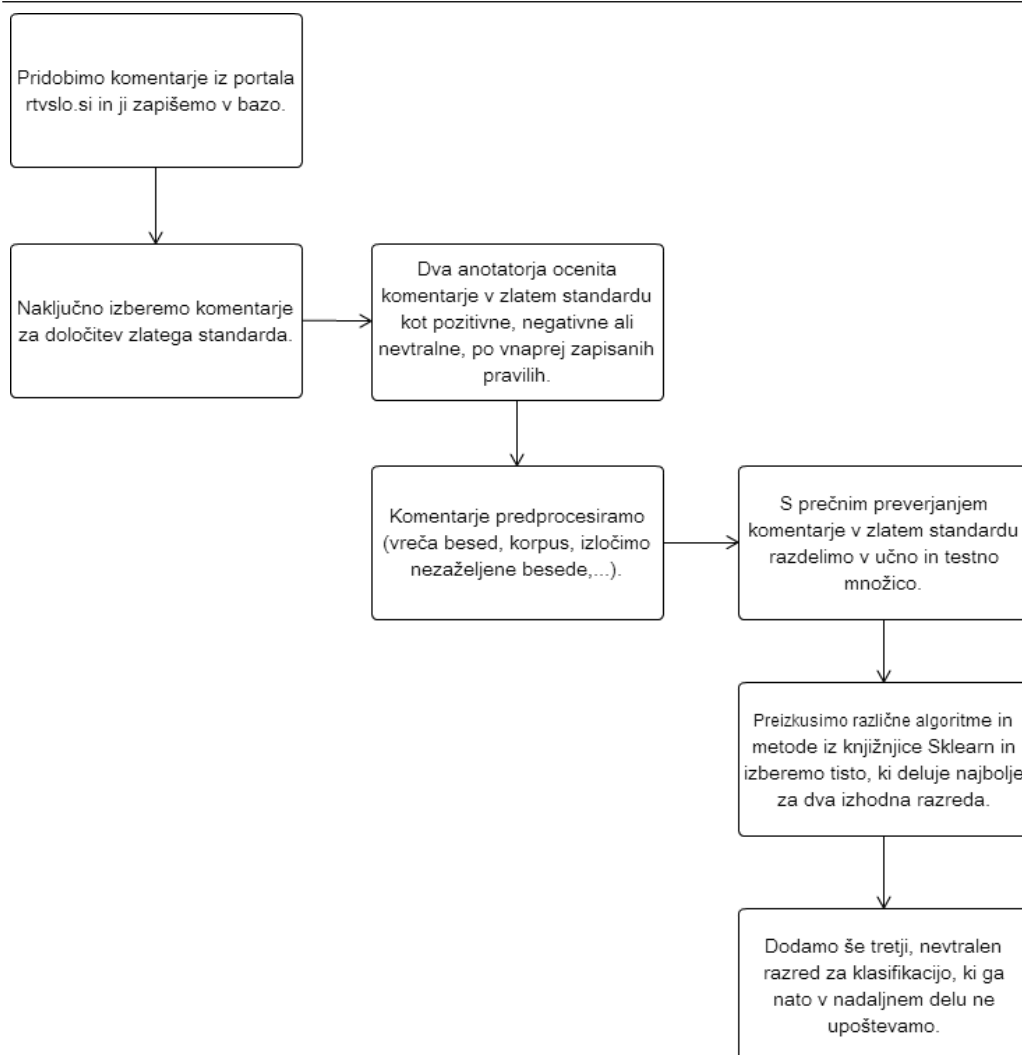 Pridobimo komentarje iz portala
rtvslo.si in ji zapišemo v bazo.
Naključno izberemo komentarje
za določitev zlatega standarda.
Dva anotatorja ocenita
komentarje v zlatem standardu
kot pozitivne, negativne ali
nevtralne, po vnaprej zapisanih
pravilih.
Komentarje predprocesiramo
(vreča besed, korpus, izločimo
nezaželjene besede,...).
S prečnim preverjanjem
komentarje v zlatem standardu
razdelimo v učno in testno
množico.
Preizkusimo različne algoritme in
metode iz knjižnjice Sklearn in
izberemo tisto, ki deluje najbolje
za dva izhodna razreda.
Dodamo še tretji, nevtralen
razred za klasifikacijo, ki ga
nato v nadaljnem delu ne
upoštevamo.